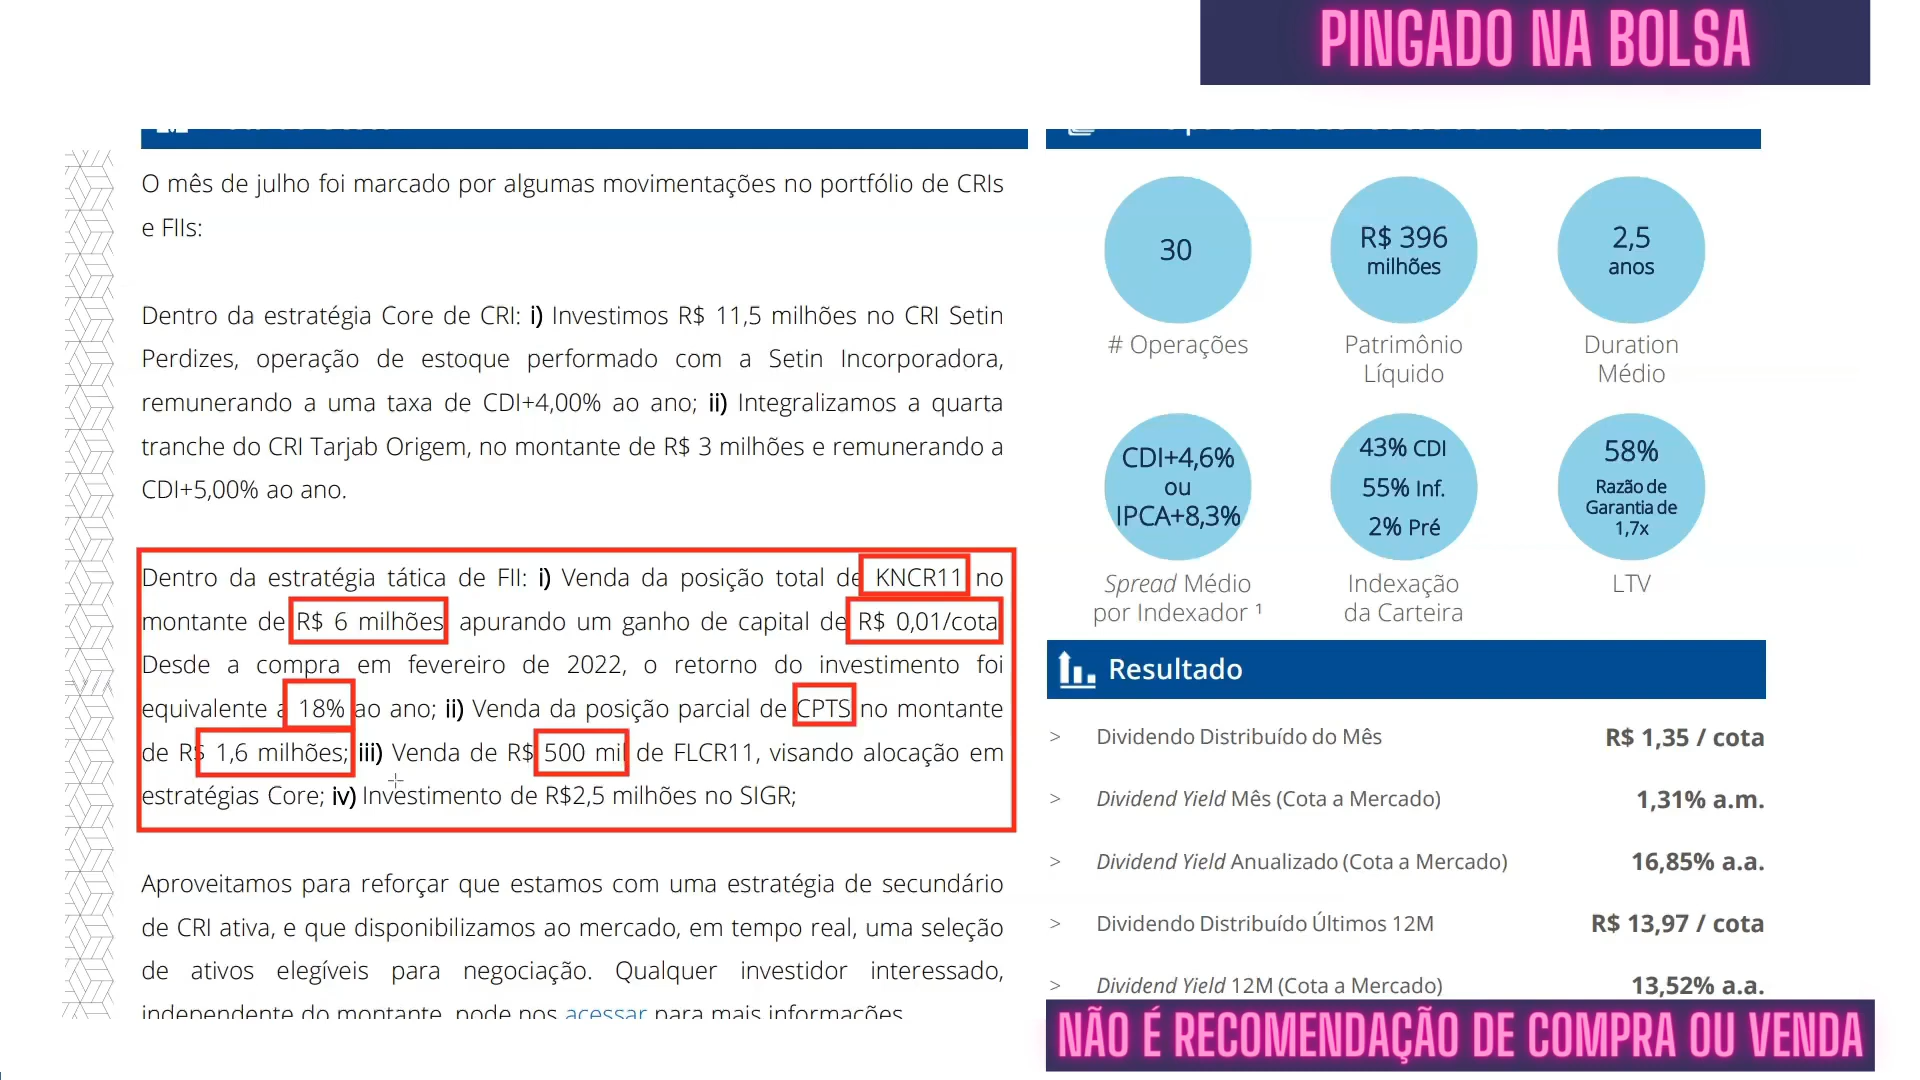 PINGADO NA BOLSA
O mês de julho foi marcado por algumas movimentações no portfólio de CRIs
e FIIs:
Dentro da estratégia Core de CRI: i) Investimos R$ 11,5 milhões no CRI Setin
Perdizes, operação de estoque performado com a Setin Incorporadora,
remunerando a uma taxa de CDI+4,00% ao ano; ii) Integralizamos a quarta
tranche do CRI Tarjab Origem, no montante de R$ 3 milhões e remunerando a
CDI+5,00% ao ano.
Dentro da estratégia tática de FII: i) Venda da posição total de KNCR11 no
montante de R$ 6 milhões apurando um ganho de capital de R$ 0,01/cota
Desde a compra em fevereiro de 2022, o retorno do investimento foi
equivalente a 18% ao ano; ii) Venda da posição parcial de CPTS no montante
de R$ 1,6 milhões; iii) Venda de R$ 500 mil de FLCR11, visando alocação em
estratégias Core; iv) Investimento de R$2,5 milhões no SIGR;
Aproveitamos para reforçar que estamos com uma estratégia de secundário
de CRI ativa, e que disponibilizamos ao mercado, em tempo real, uma seleção
de ativos elegíveis para negociação. Qualquer investidor interessado,
independente do montante, pode nos acessar para mais informações
30
# Operações
R$ 396
milhões
Patrimônio
Líquido
2,5
anos
Duration
Médio
CDI+4,6%
ou
IPCA+8,3%
Spread Médio
por Indexador ¹
43% CDI
55% Inf.
2% Pré
Indexação
da Carteira
58%
Razão de
Garantia de
1,7x
LTV
Resultado
> Dividendo Distribuído do Mês R$ 1,35 / cota
> Dividend Yield Mês (Cota a Mercado) 1,31% a.m.
> Dividend Yield Anualizado (Cota a Mercado) 16,85% a.a.
> Dividendo Distribuído Últimos 12M R$ 13,97 / cota
> Dividend Yield 12M (Cota a Mercado) 13,52% a.a.
NÃO É RECOMENDAÇÃO DE COMPRA OU VENDA